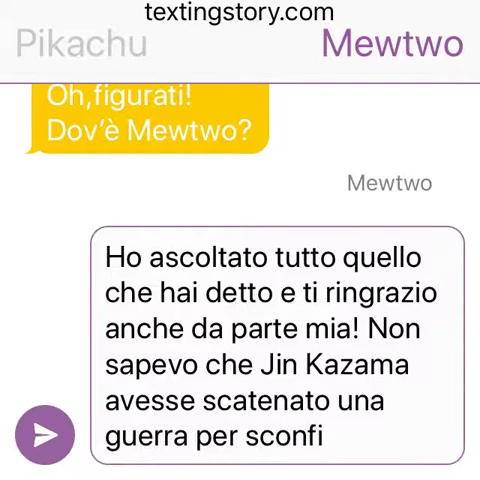 textingstory.com
Pikachu
Mewtwo
Oh,figurati!
Dov'è Mewtwo?
Mewtwo
Ho ascoltato tutto quello
che hai detto e ti ringrazio
anche da parte mia! Non
sapevo che Jin Kazama
avesse scatenato una
guerra per sconfi